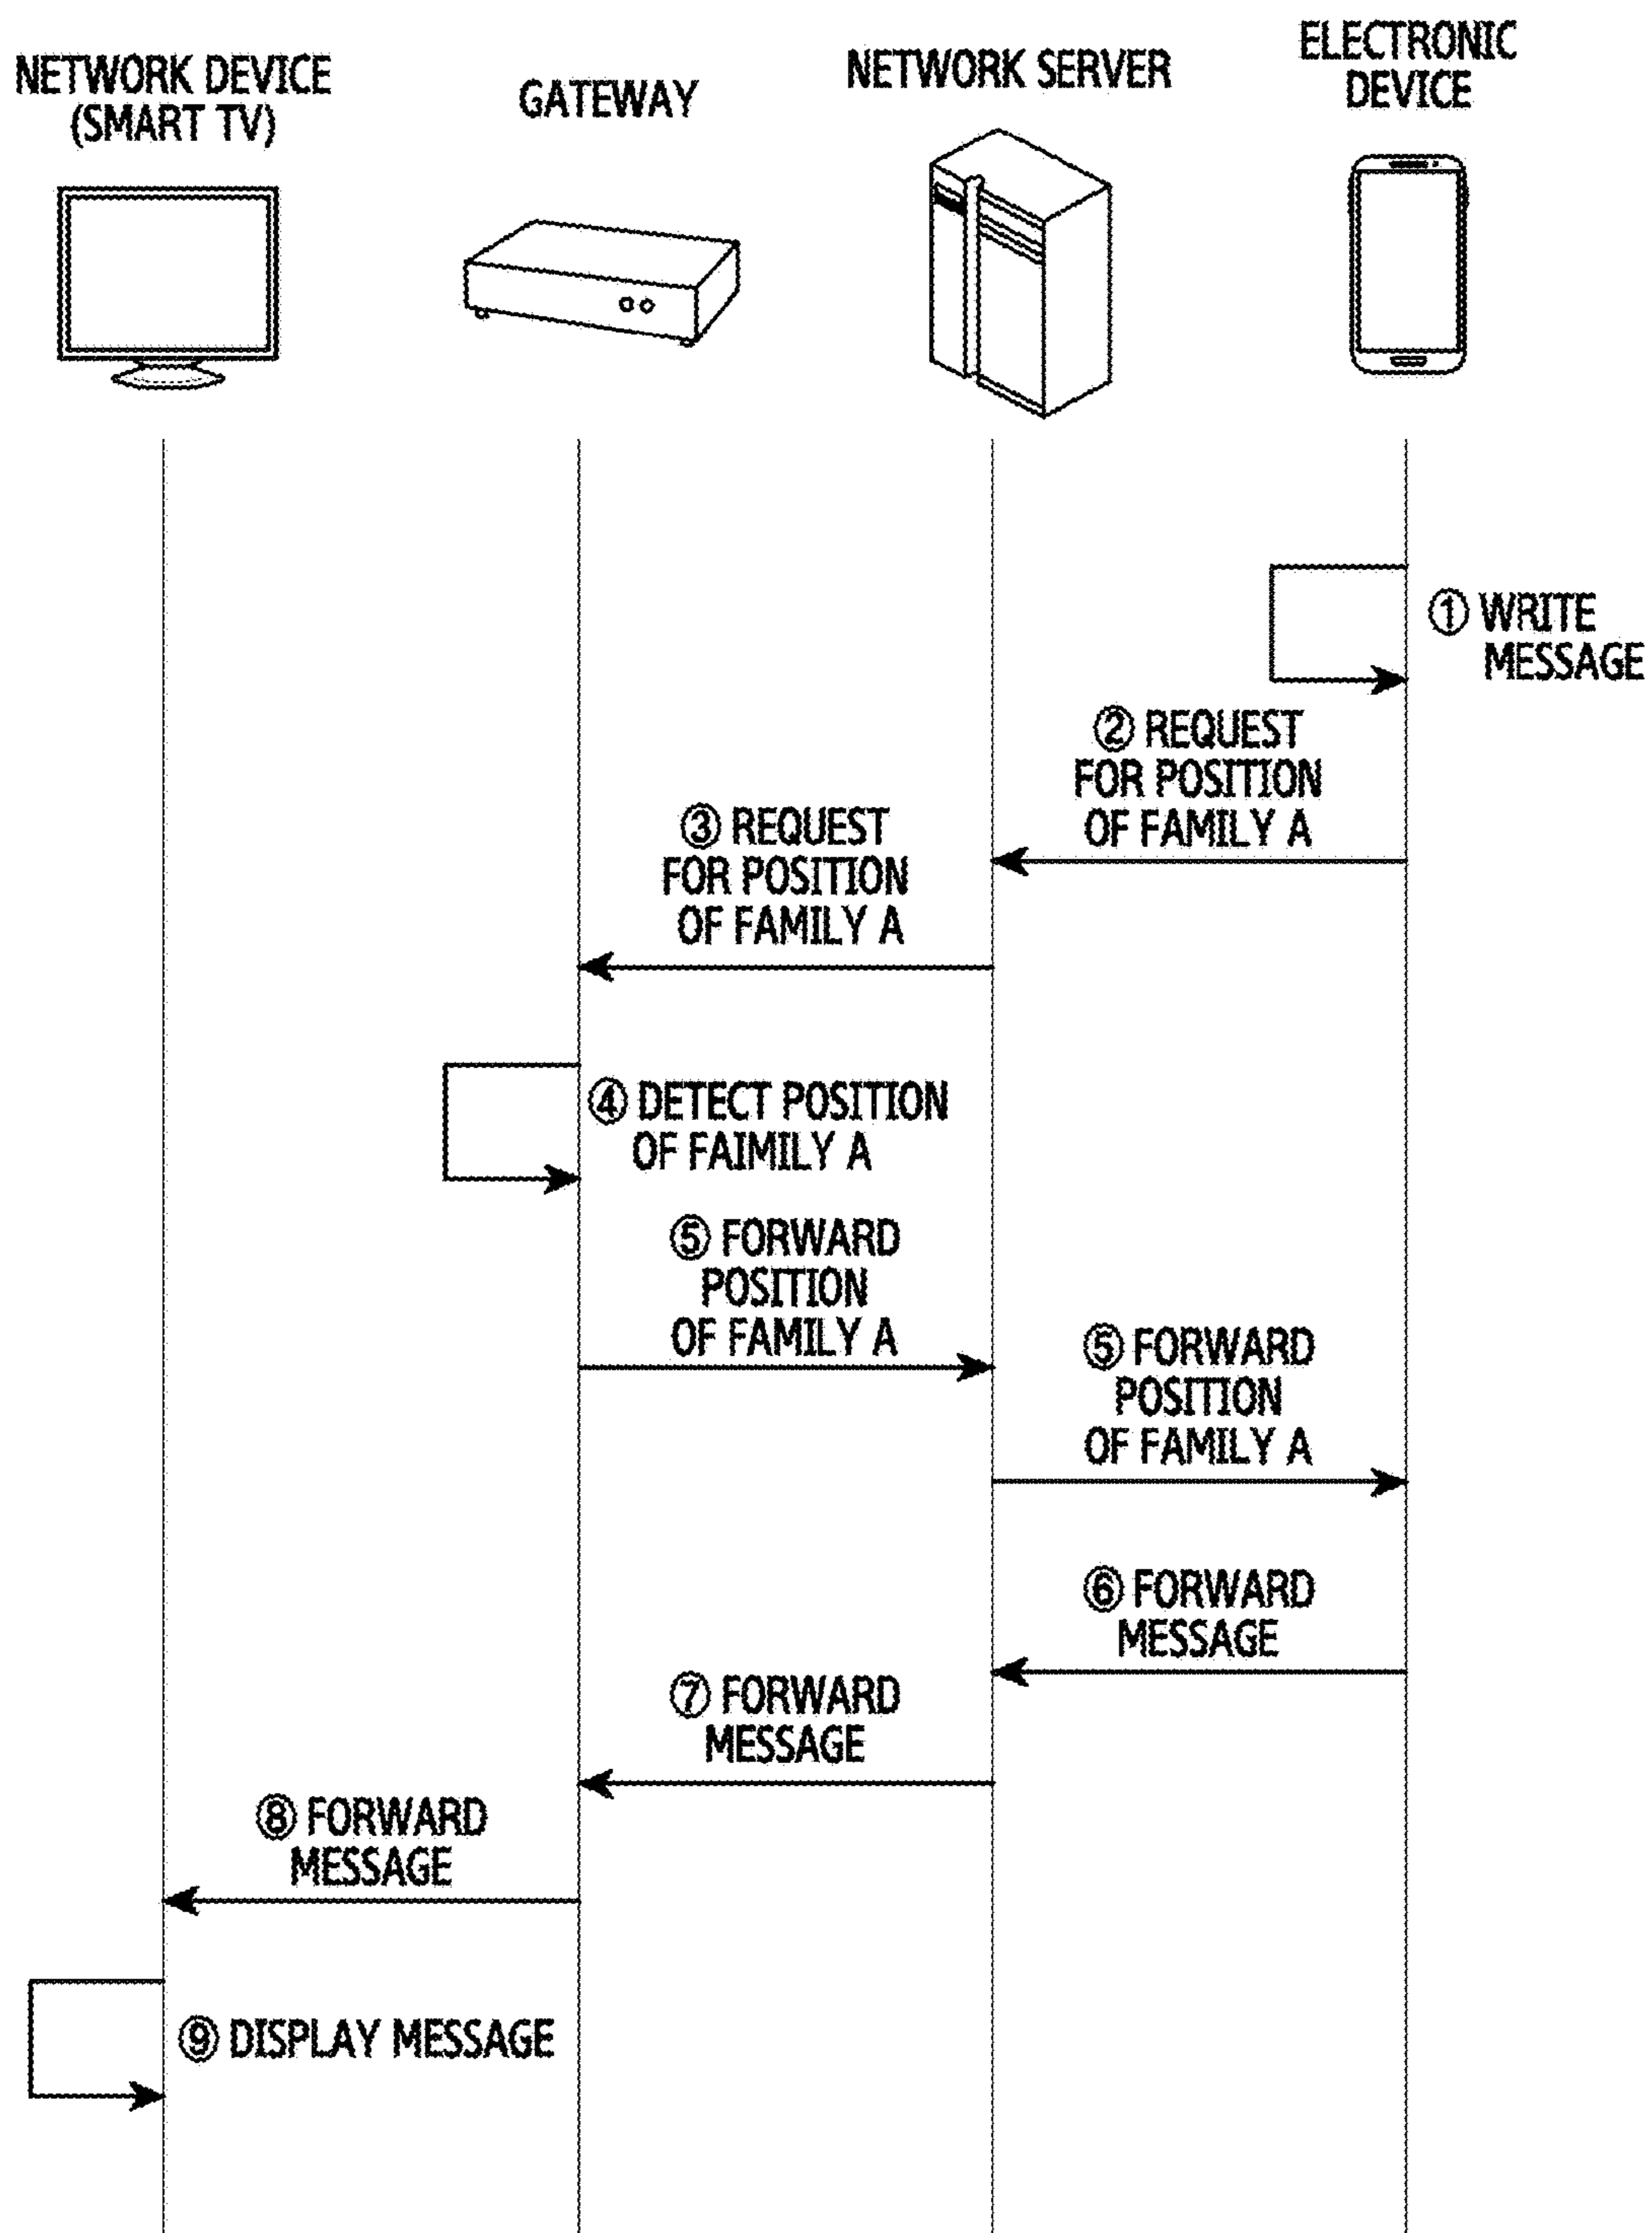 NETWORK DEVICE
(SMART TV)
GATEWAY
NETWORK SERVER
ELECTRONIC
DEVICE
① WRITE
MESSAGE
② REQUEST
FOR POSITION
OF FAMILY A
③ REQUEST
FOR POSITION
OF FAMILY A
④ DETECT POSITION
OF FAIMILY A
⑤ FORWARD
POSITION
OF FAMILY A
⑤ FORWARD
POSITION
OF FAMILY A
⑥ FORWARD
MESSAGE
⑦ FORWARD
MESSAGE
⑧ FORWARD
MESSAGE
⑨ DISPLAY MESSAGE